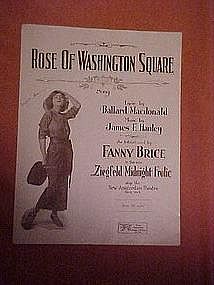 ROSE OF WASHINGTON SQUARE
Song
Lyric by
Ballard Macdonald
Music by
James F. Hanley
As Introduced by
FANNY BRICE
Ziegfeld Midnight Frolic
New Amsterdam Theatre